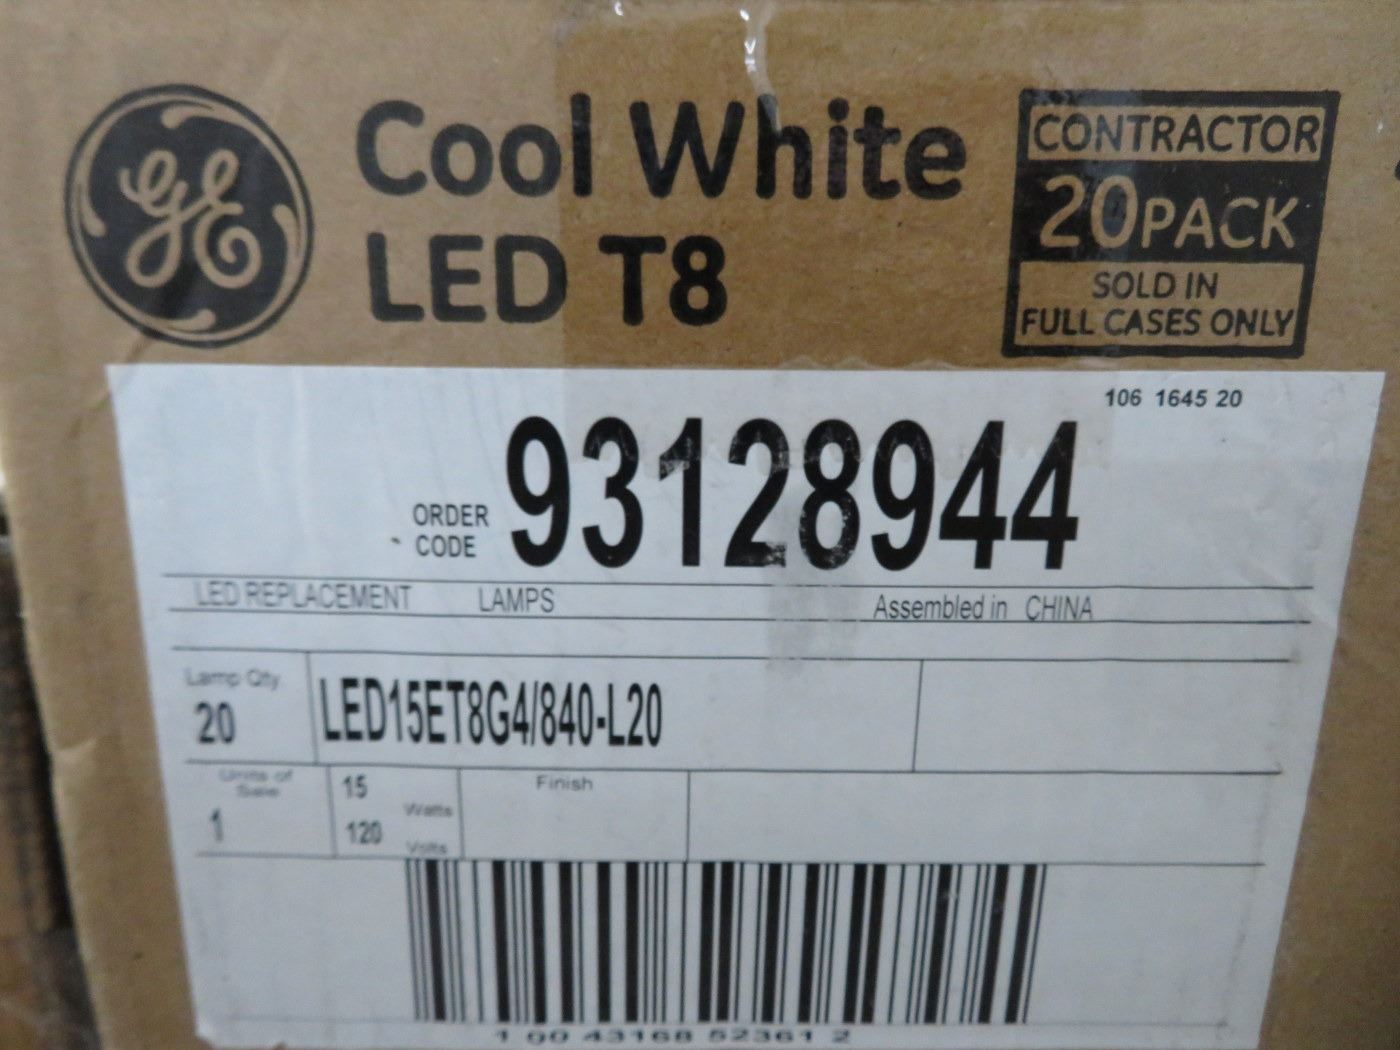 GE
Cool White
LED T8
CONTRACTOR
20 PACK
SOLD IN
FULL CASES ONLY
106 1645 20
ORDER
CODE
93128944
LED REPLACEMENT LAMPS Assembled in CHINA
Lamp Qty
20
LED15ET8G4/840-L20
Units of
Sale
1
15
Watts
120
Volts
Finish
1 00 43168 52361 2